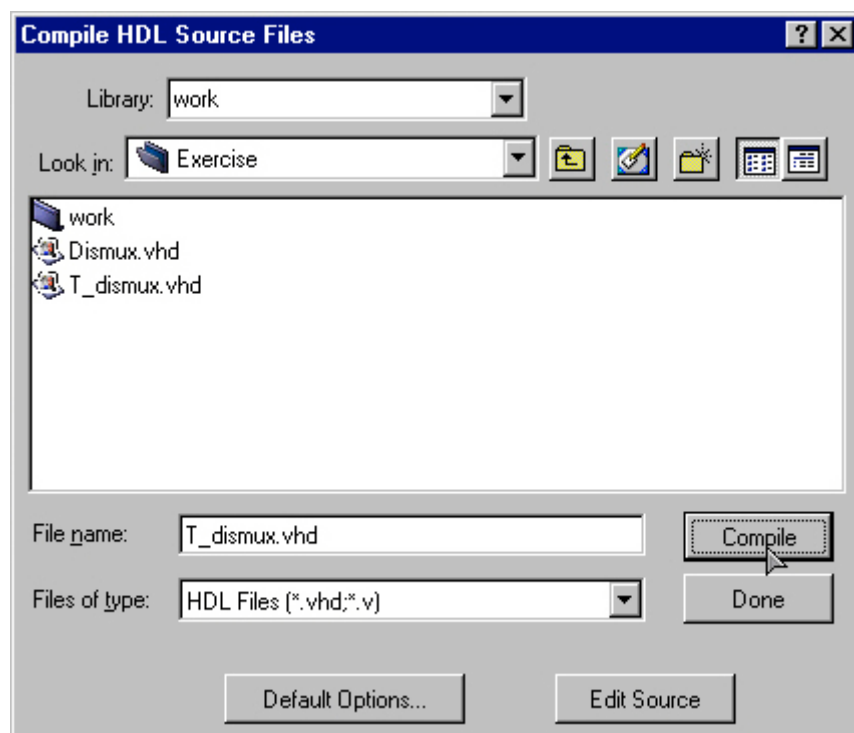 Compile HDL Source Files
Library: work
Look in: Exercise
work
Dismux.vhd
T_dismux.vhd
File name: T_dismux.vhd Compile
Files of type: HDL Files (*.vhd;*.v) Done
Default Options... Edit Source